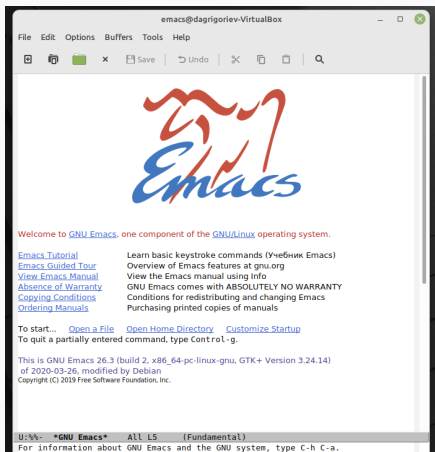 emacs@dagrigoriev-VirtualBox
File Edit Options Buffers Tools Help
Save Undo
Emacs
Welcome to GNU Emacs, one component of the GNU/Linux operating system.
Emacs Tutorial Learn basic keystroke commands (Учебник Emacs)
Emacs Guided Tour Overview of Emacs features at gnu.org
View Emacs Manual View the Emacs manual using Info
Absence of Warranty GNU Emacs comes with ABSOLUTELY NO WARRANTY
Copying Conditions Conditions for redistributing and changing Emacs
Ordering Manuals Purchasing printed copies of manuals
To start... Open a File Open Home Directory Customize Startup
To quit a partially entered command, type Control-g.
This is GNU Emacs 26.3 (build 2, x86_64-pc-linux-gnu, GTK+ Version 3.24.14)
of 2020-03-26, modified by Debian
Copyright (C) 2019 Free Software Foundation, Inc.
U:%%- *GNU Emacs* All L5 (Fundamental)
For information about GNU Emacs and the GNU system, type C-h C-a.